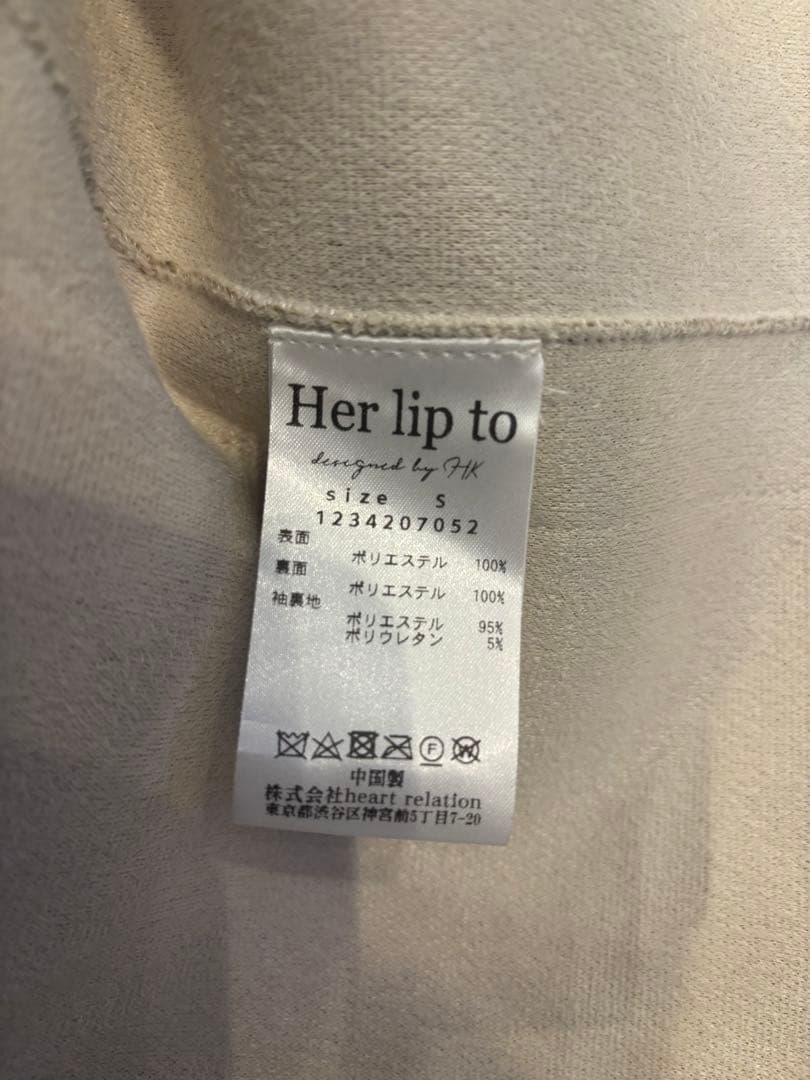 Her lip to
designed by HK
size S
1234207052
表面 ポリエステル 100%
裏面 ポリエステル 100%
袖裏地 ポリエステル 95%
ポリウレタン 5%
F W
中国製
株式会社heart relation
東京都渋谷区神宮前5丁目7-20